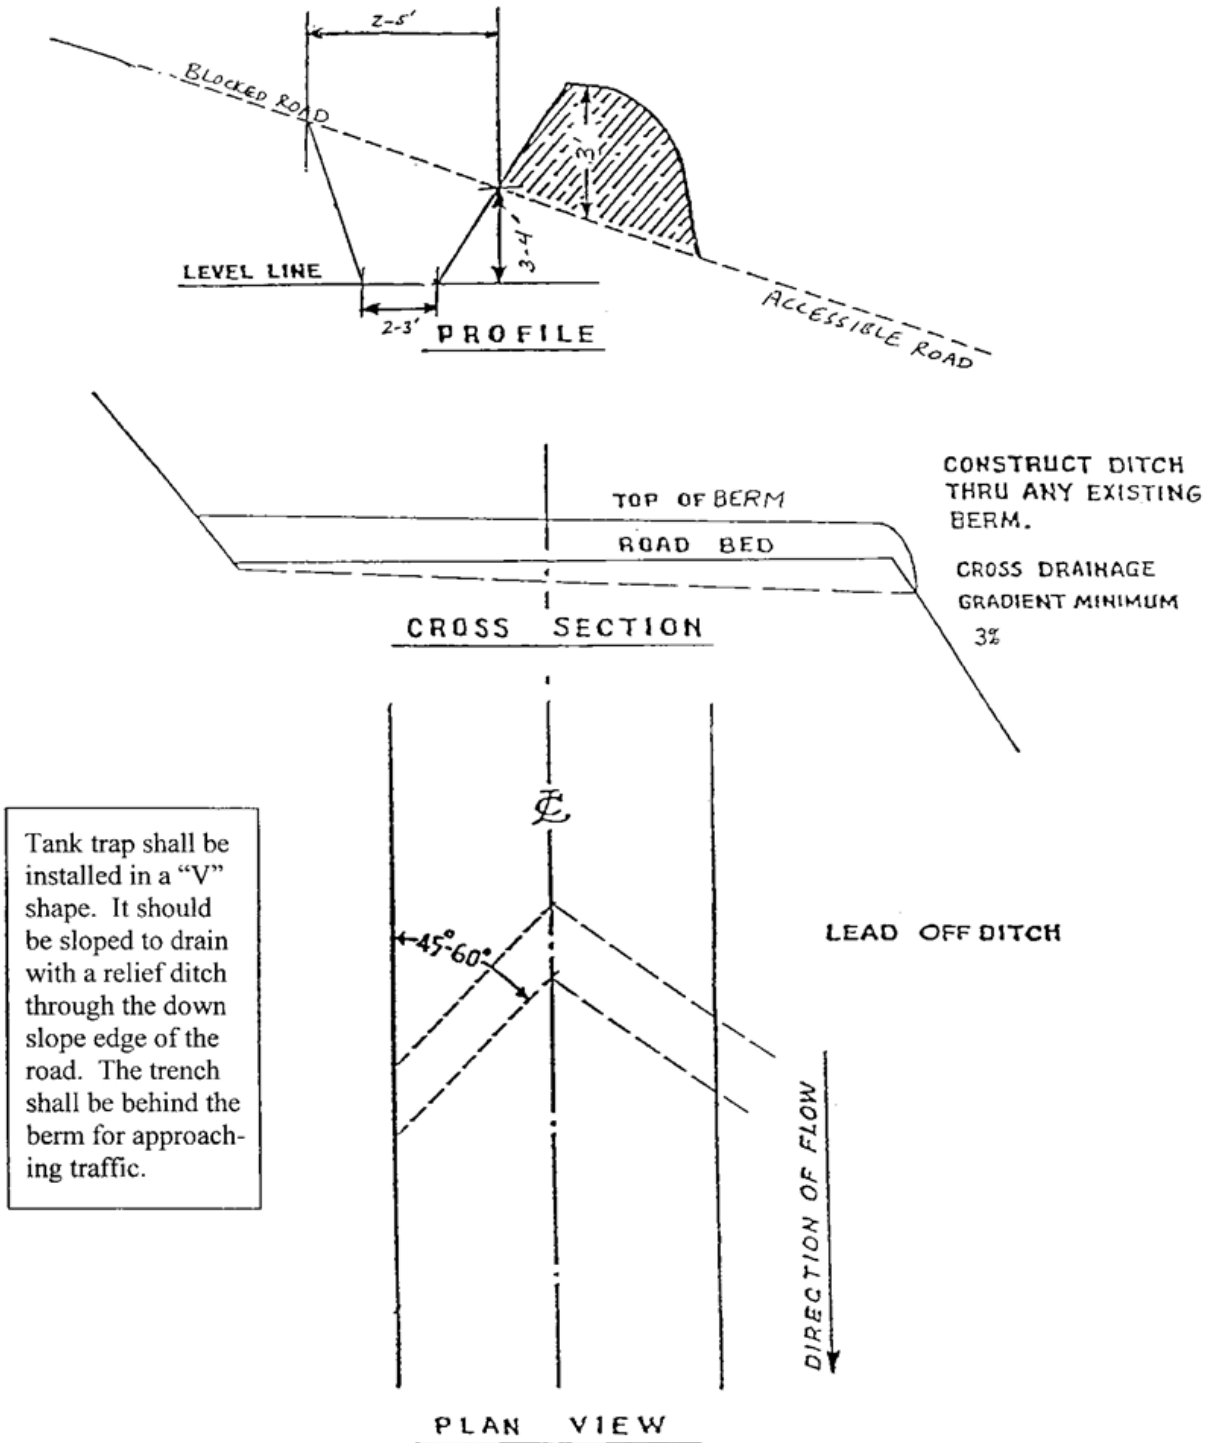 2-5'
BLOCKED ROAD
3'
3-4'
LEVEL LINE
2-3'
PROFILE
ACCESSIBLE ROAD
CONSTRUCT DITCH
THRU ANY EXISTING
BERM.
TOP OF BERM
ROAD BED
CROSS DRAINAGE
GRADIENT MINIMUM
3%
CROSS SECTION
CL
Tank trap shall be
installed in a “V”
shape. It should
be sloped to drain
with a relief ditch
through the down
slope edge of the
road. The trench
shall be behind the
berm for approach-
ing traffic.
45°-60°
LEAD OFF DITCH
DIRECTION OF FLOW
PLAN VIEW